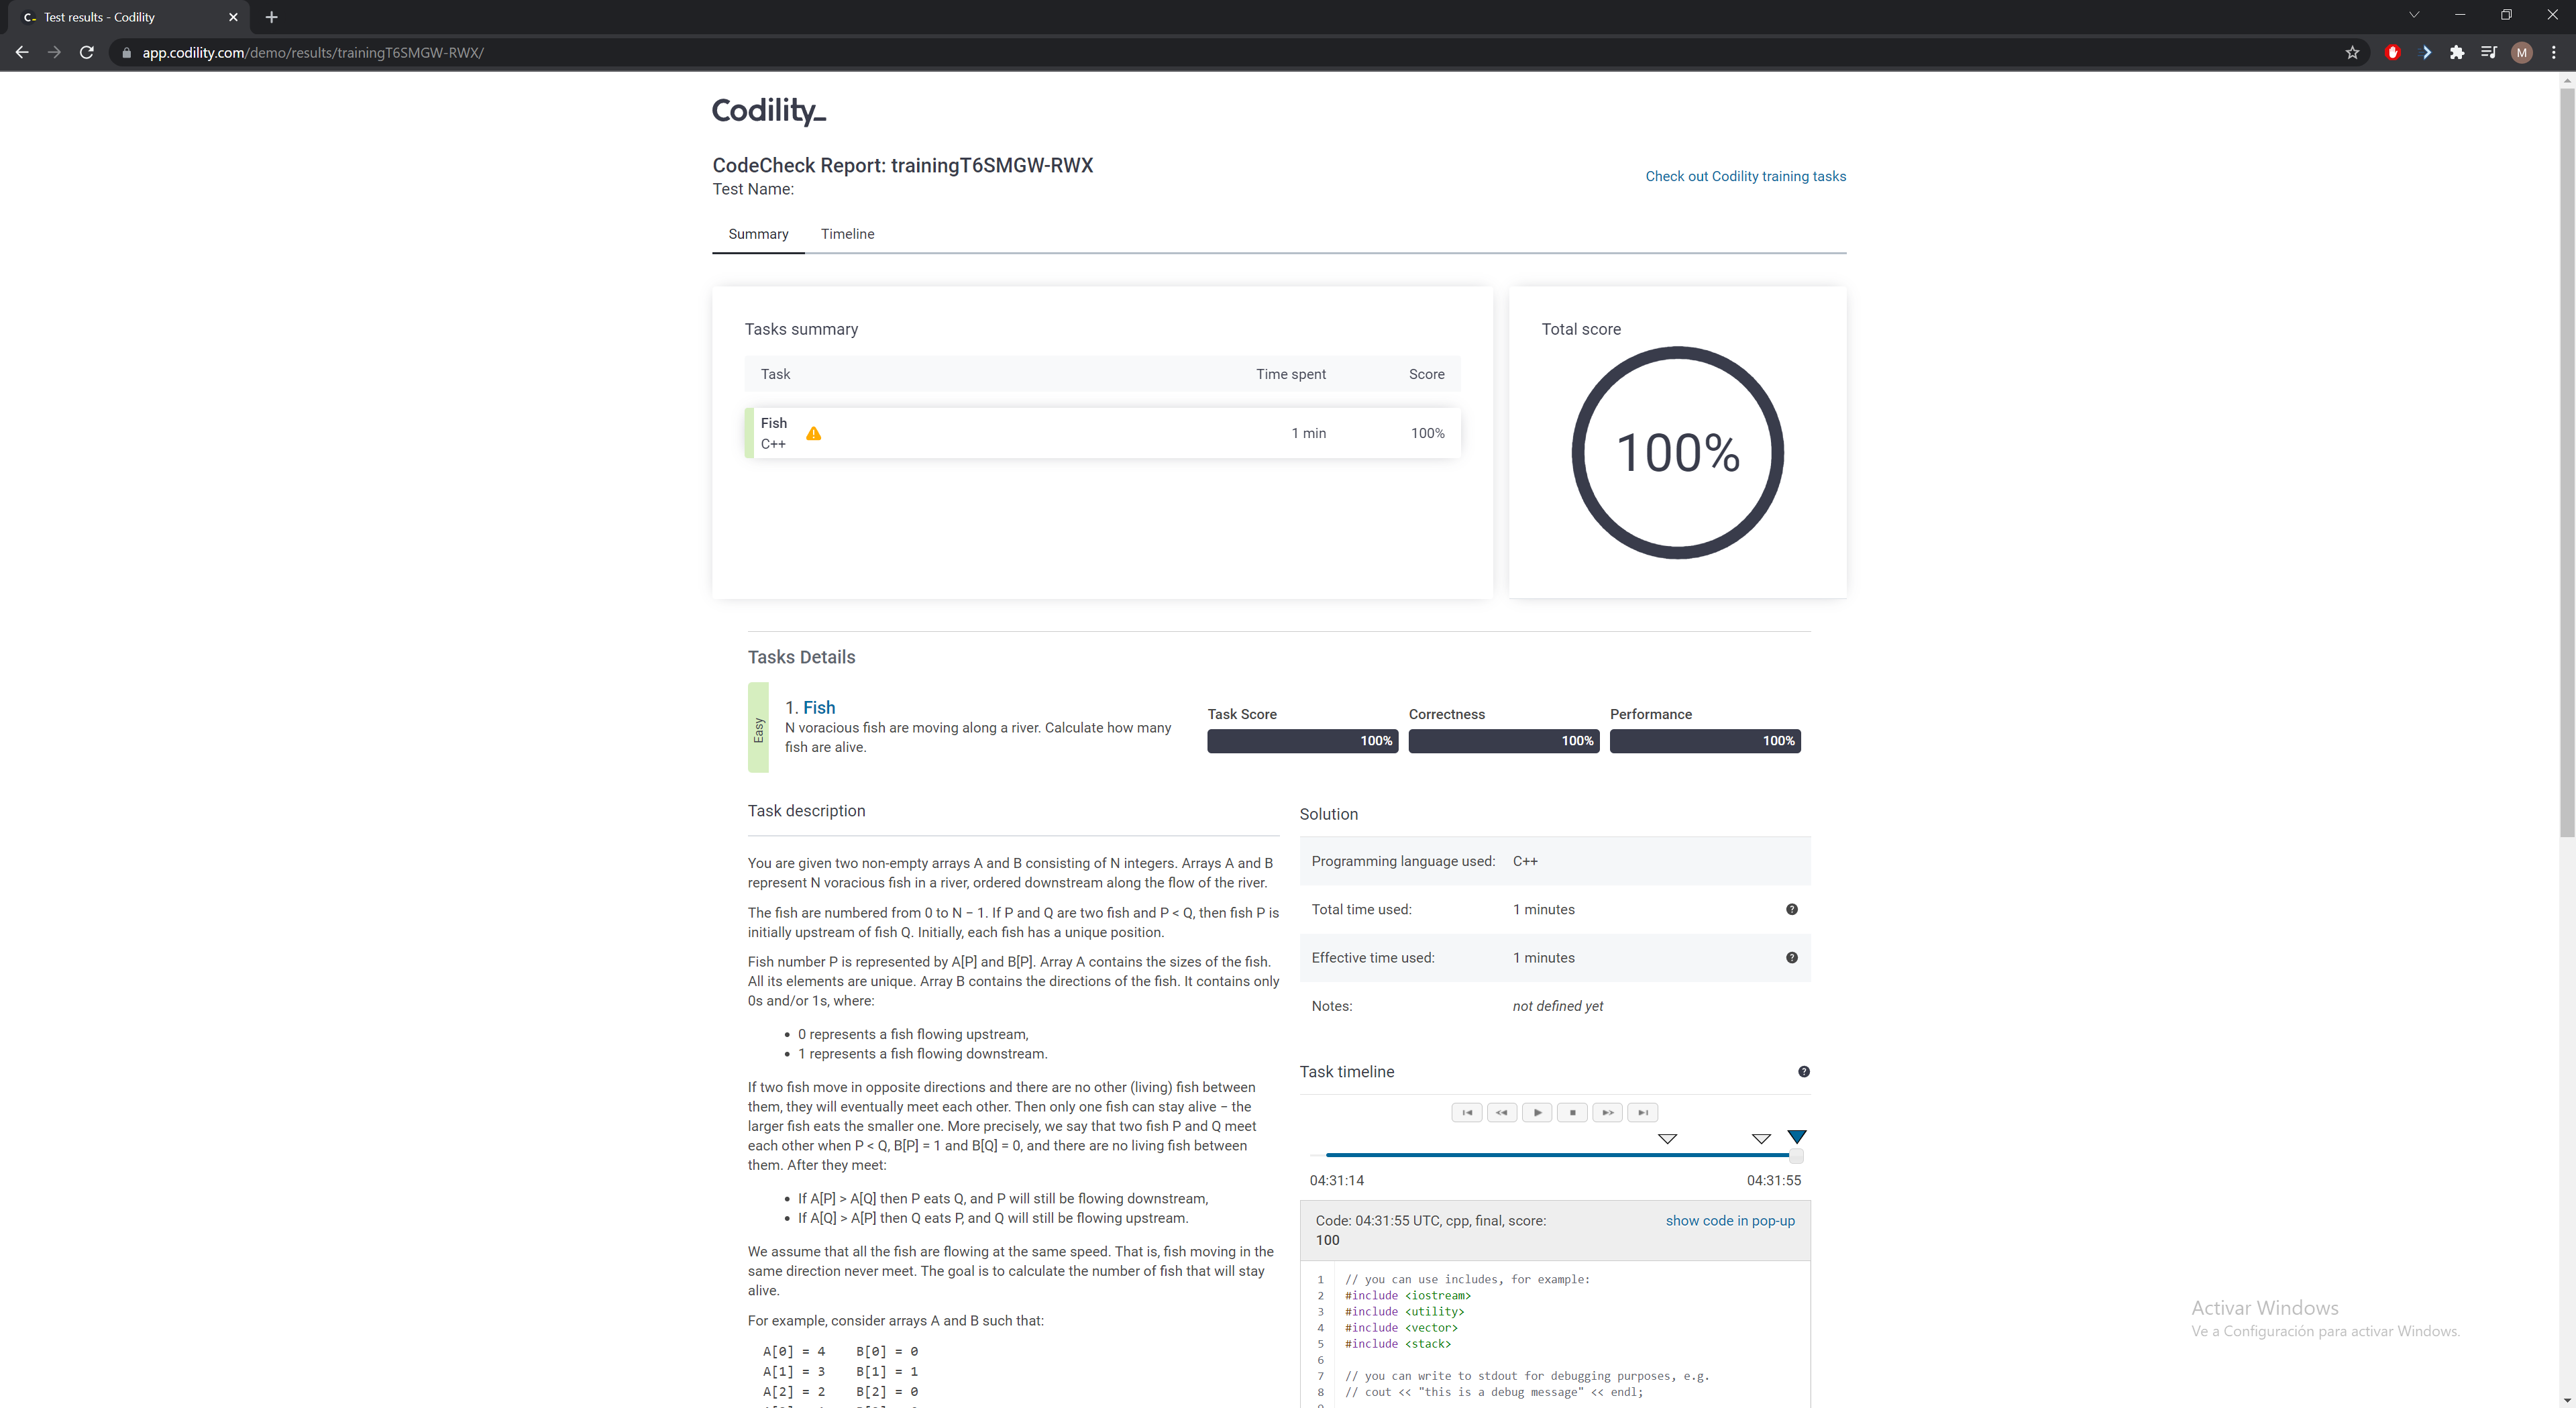 Test results - Codility
app.codility.com/demo/results/trainingT6SMGW-RWX/
M
Codility_
CodeCheck Report: trainingT6SMGW-RWX
Test Name:
Check out Codility training tasks
Summary Timeline
Tasks summary
Task Time spent Score
Fish
C++
1 min 100%
Total score
100%
Tasks Details
Easy
1. Fish
N voracious fish are moving along a river. Calculate how many
fish are alive.
Task Score Correctness Performance
100% 100% 100%
Task description
You are given two non-empty arrays A and B consisting of N integers. Arrays A and B
represent N voracious fish in a river, ordered downstream along the flow of the river.
The fish are numbered from 0 to N − 1. If P and Q are two fish and P < Q, then fish P is
initially upstream of fish Q. Initially, each fish has a unique position.
Fish number P is represented by A[P] and B[P]. Array A contains the sizes of the fish.
All its elements are unique. Array B contains the directions of the fish. It contains only
0s and/or 1s, where:
• 0 represents a fish flowing upstream,
• 1 represents a fish flowing downstream.
If two fish move in opposite directions and there are no other (living) fish between
them, they will eventually meet each other. Then only one fish can stay alive − the
larger fish eats the smaller one. More precisely, we say that two fish P and Q meet
each other when P < Q, B[P] = 1 and B[Q] = 0, and there are no living fish between
them. After they meet:
• If A[P] > A[Q] then P eats Q, and P will still be flowing downstream,
• If A[Q] > A[P] then Q eats P, and Q will still be flowing upstream.
We assume that all the fish are flowing at the same speed. That is, fish moving in the
same direction never meet. The goal is to calculate the number of fish that will stay
alive.
For example, consider arrays A and B such that:
A[0] = 4 B[0] = 0
A[1] = 3 B[1] = 1
A[2] = 2 B[2] = 0
Solution
Programming language used: C++
Total time used: 1 minutes
Effective time used: 1 minutes
Notes: not defined yet
Task timeline
04:31:14 04:31:55
Code: 04:31:55 UTC, cpp, final, score:
100
show code in pop-up
1 // you can use includes, for example:
2 #include <iostream>
3 #include <utility>
4 #include <vector>
5 #include <stack>
6
7 // you can write to stdout for debugging purposes, e.g.
8 // cout << "this is a debug message" << endl;
Activar Windows
Ve a Configuración para activar Windows.